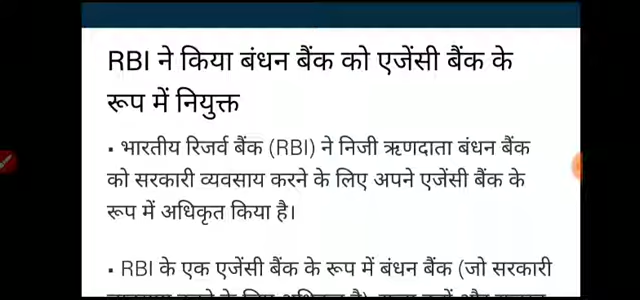 RBI ने किया बंधन बैंक को एजेंसी बैंक के
रूप में नियुक्त
▪ भारतीय रिजर्व बैंक (RBI) ने निजी ऋणदाता बंधन बैंक
को सरकारी व्यवसाय करने के लिए अपने एजेंसी बैंक के
रूप में अधिकृत किया है।
▪ RBI के एक एजेंसी बैंक के रूप में बंधन बैंक (जो सरकारी